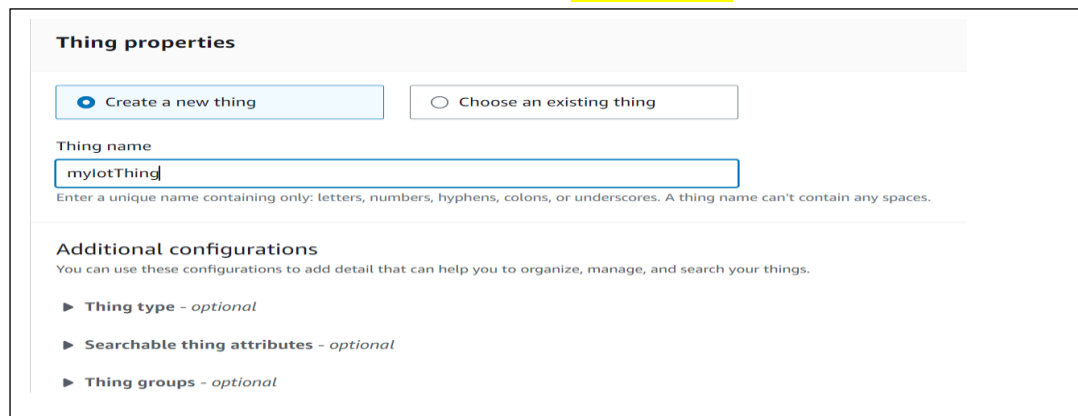 Thing properties
Create a new thing
Choose an existing thing
Thing name
myIotThing
Enter a unique name containing only: letters, numbers, hyphens, colons, or underscores. A thing name can't contain any spaces.
Additional configurations
You can use these configurations to add detail that can help you to organize, manage, and search your things.
Thing type - optional
Searchable thing attributes - optional
Thing groups - optional